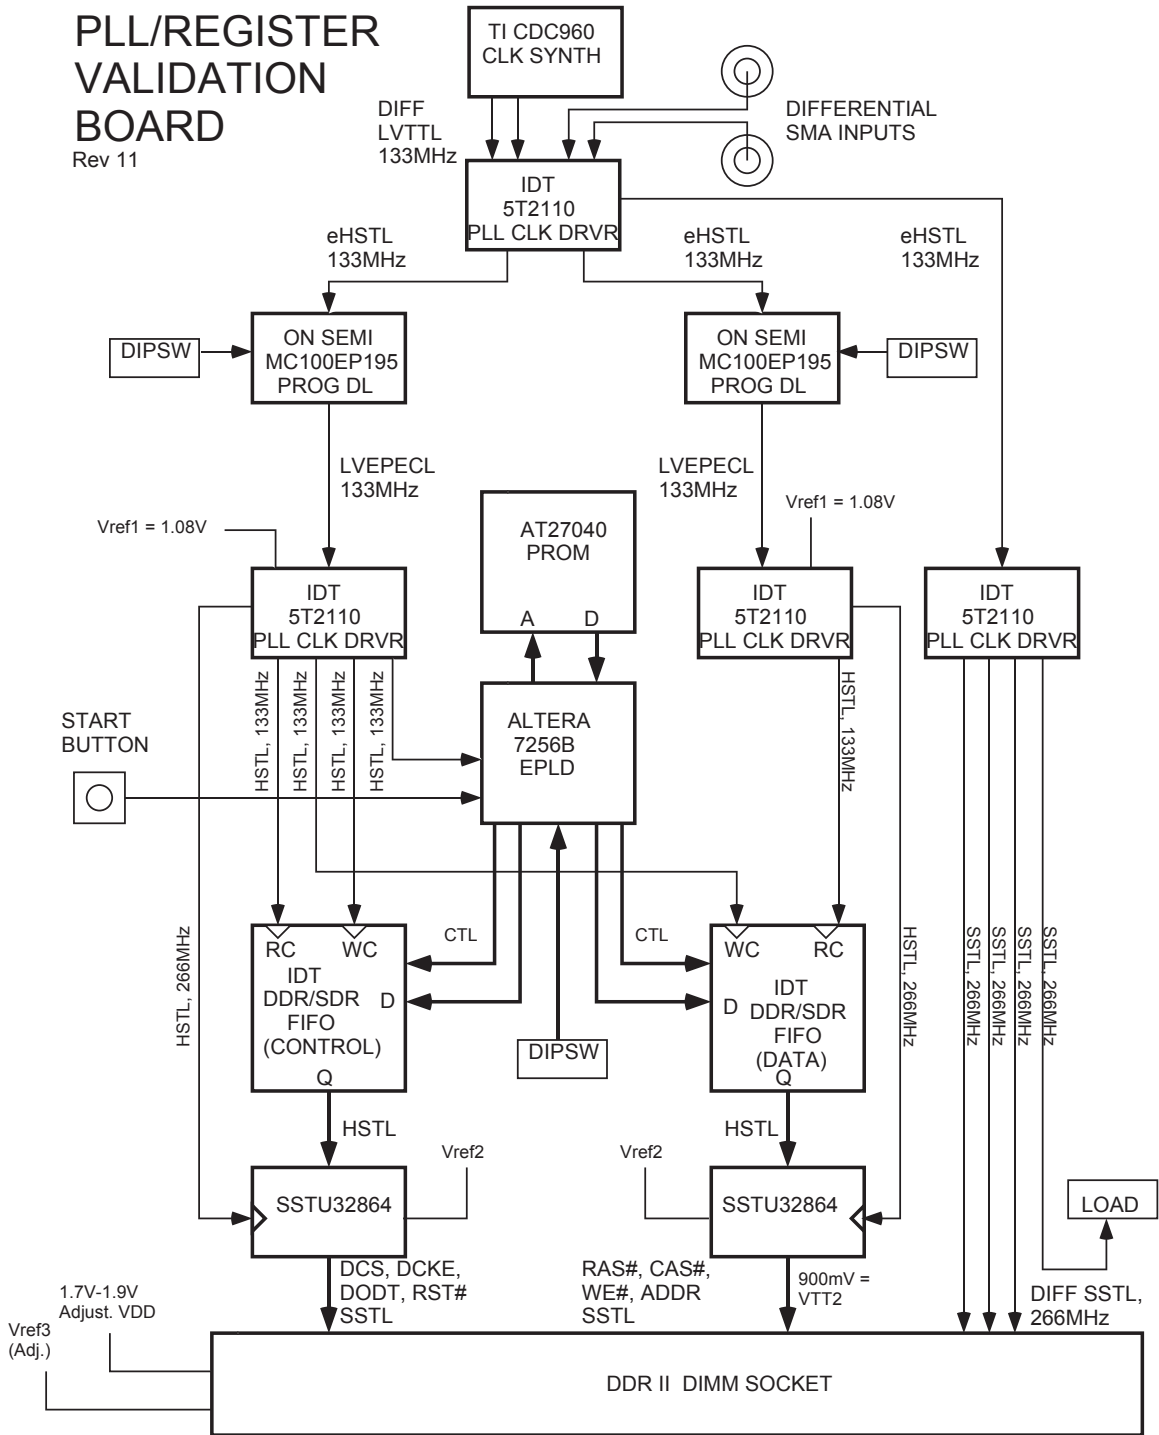 PLL/REGISTER
VALIDATION
BOARD
Rev 11
TI CDC960
CLK SYNTH
DIFF
LVTTL
133MHz
DIFFERENTIAL
SMA INPUTS
IDT
5T2110
PLL CLK DRVR
eHSTL
133MHz
eHSTL
133MHz
eHSTL
133MHz
DIPSW
ON SEMI
MC100EP195
PROG DL
ON SEMI
MC100EP195
PROG DL
DIPSW
LVEPECL
133MHz
LVEPECL
133MHz
Vref1 = 1.08V
AT27040
PROM
A D
Vref1 = 1.08V
IDT
5T2110
PLL CLK DRVR
IDT
5T2110
PLL CLK DRVR
IDT
5T2110
PLL CLK DRVR
HSTL, 133MHz
HSTL, 133MHz
HSTL, 133MHz
HSTL, 133MHz
START
BUTTON
ALTERA
7256B
EPLD
HSTL, 133MHz
HSTL, 266MHz
RC WC
IDT
DDR/SDR
FIFO
(CONTROL)
D
Q
CTL
CTL
DIPSW
WC RC
IDT
D DDR/SDR
FIFO
(DATA)
Q
HSTL, 266MHz
SSTL, 266MHz
SSTL, 266MHz
SSTL, 266MHz
SSTL, 266MHz
HSTL
HSTL
Vref2
Vref2
SSTU32864
SSTU32864
LOAD
DCS, DCKE,
DODT, RST#
SSTL
RAS#, CAS#,
WE#, ADDR
SSTL
900mV =
VTT2
DIFF SSTL,
266MHz
1.7V-1.9V
Adjust. VDD
Vref3
(Adj.)
DDR II DIMM SOCKET